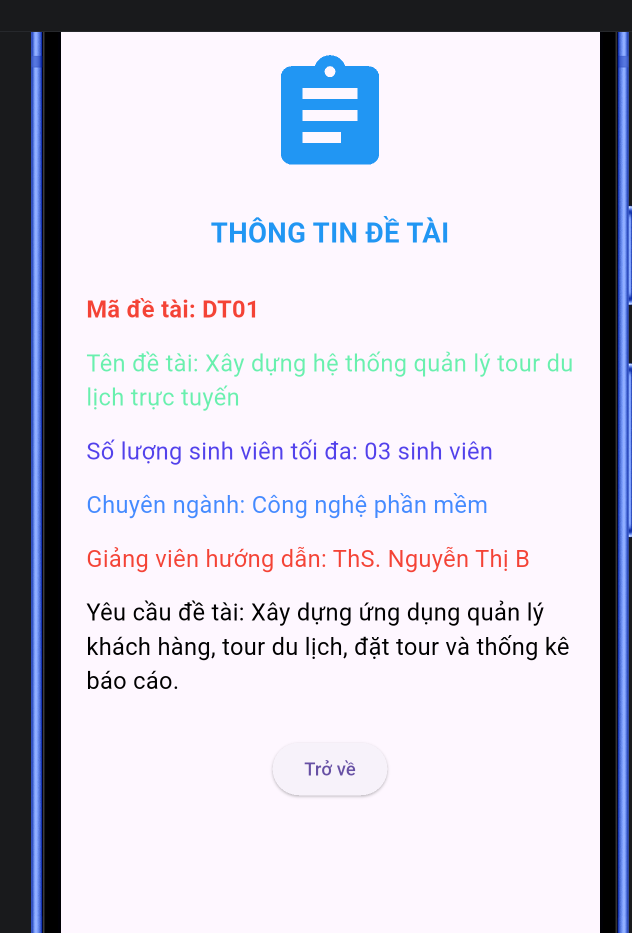 THÔNG TIN ĐỀ TÀI
Mã đề tài: DT01
Tên đề tài: Xây dựng hệ thống quản lý tour du
lịch trực tuyến
Số lượng sinh viên tối đa: 03 sinh viên
Chuyên ngành: Công nghệ phần mềm
Giảng viên hướng dẫn: ThS. Nguyễn Thị B
Yêu cầu đề tài: Xây dựng ứng dụng quản lý
khách hàng, tour du lịch, đặt tour và thống kê
báo cáo.
Trở về